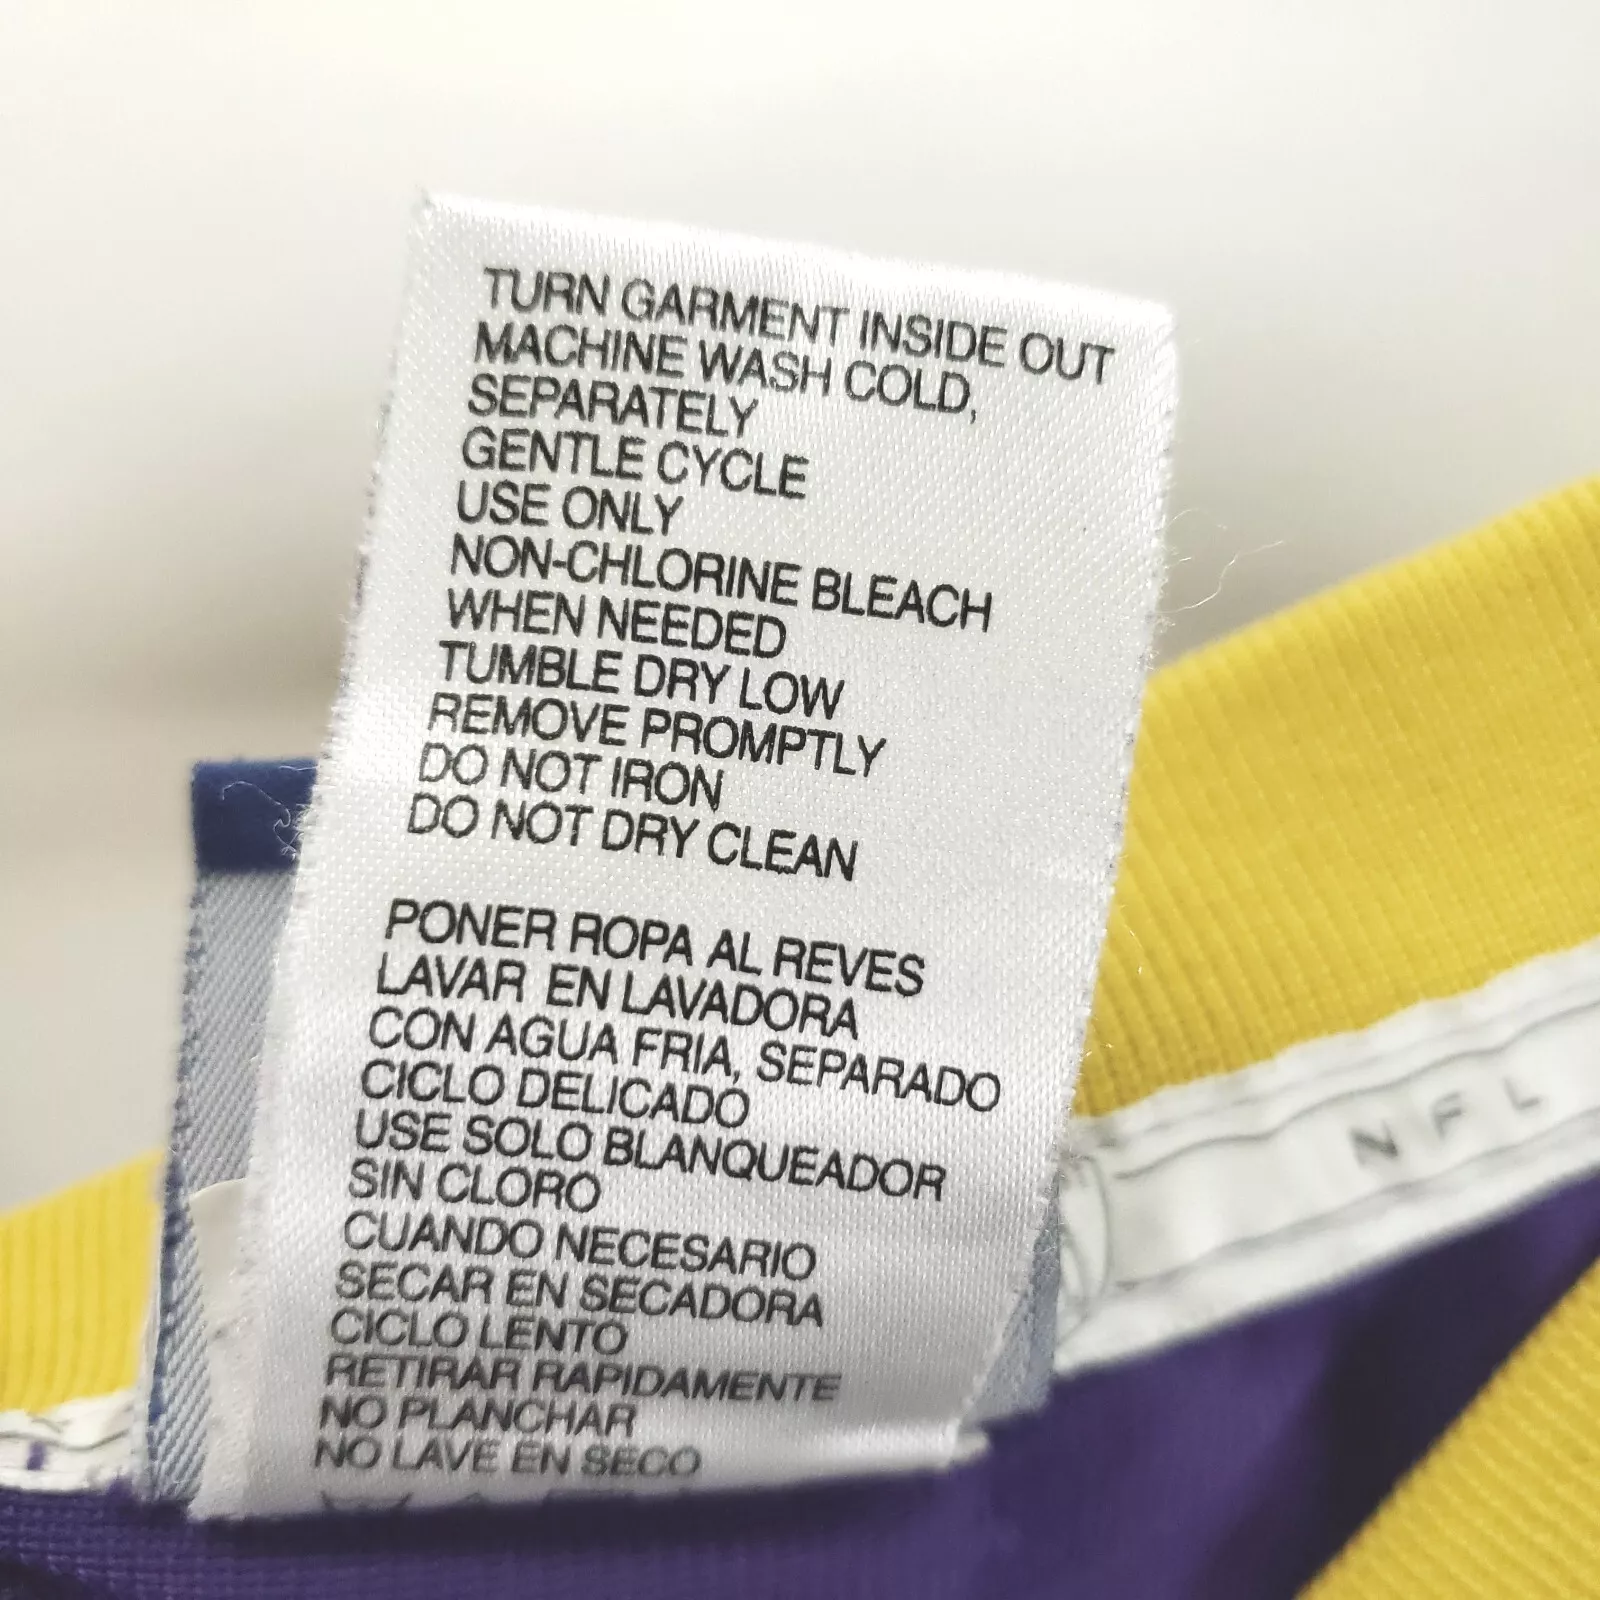 TURN GARMENT INSIDE OUT
MACHINE WASH COLD,
SEPARATELY
GENTLE CYCLE
USE ONLY
NON-CHLORINE BLEACH
WHEN NEEDED
TUMBLE DRY LOW
REMOVE PROMPTLY
DO NOT IRON
DO NOT DRY CLEAN
PONER ROPA AL REVES
LAVAR EN LAVADORA
CON AGUA FRIA, SEPARADO
CICLO DELICADO
USE SOLO BLANQUEADOR
SIN CLORO
CUANDO NECESARIO
SECAR EN SECADORA
CICLO LENTO
RETIRAR RAPIDAMENTE
NO PLANCHAR
NO LAVE EN SECO
NFL